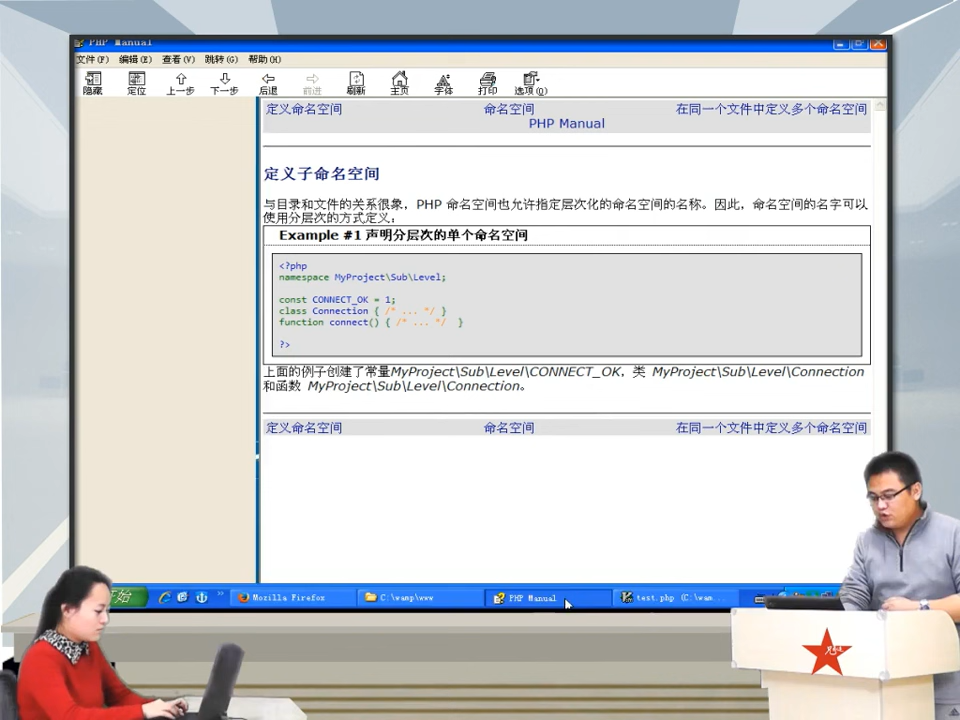 PHP Manual
文件(F) 编辑(E) 查看(V) 跳转(G) 帮助(H)
隐藏 定位 上一步 下一步 后退 前进 刷新 主页 字体 打印 选项(O)
定义命名空间 命名空间 在同一个文件中定义多个命名空间
PHP Manual
定义子命名空间
与目录和文件的关系很象，PHP 命名空间也允许指定层次化的命名空间的名称。因此，命名空间的名字可以
使用分层次的方式定义：
Example #1 声明分层次的单个命名空间
<?php
namespace MyProject\Sub\Level;
const CONNECT_OK = 1;
class Connection { /* ... */ }
function connect() { /* ... */  }
?>
上面的例子创建了常量MyProject\Sub\Level\CONNECT_OK，类 MyProject\Sub\Level\Connection
和函数 MyProject\Sub\Level\Connection。
定义命名空间 命名空间 在同一个文件中定义多个命名空间
开始 Mozilla Firefox C:\wamp\www PHP Manual test.php (C:\wam...